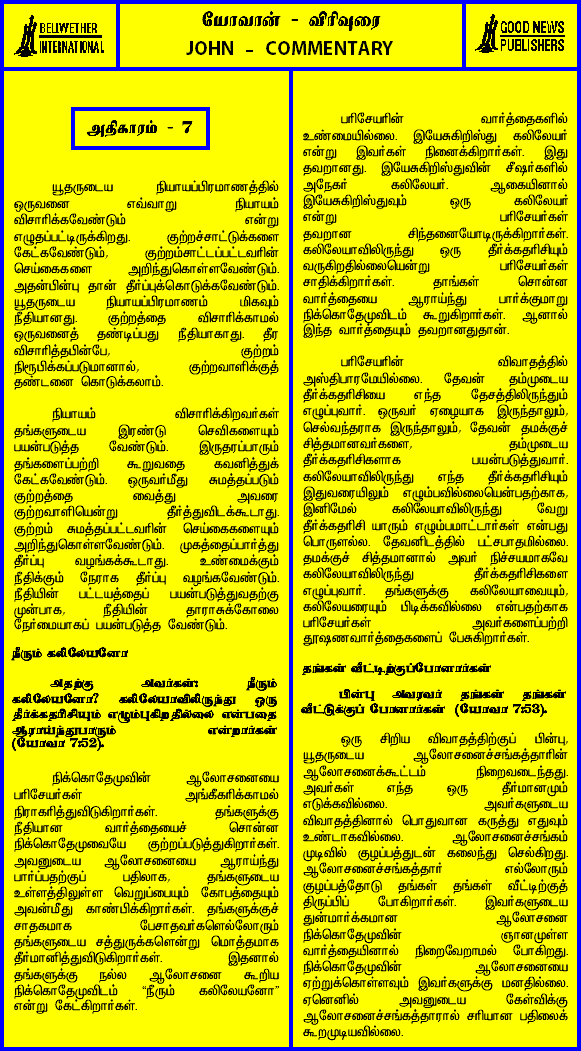 BELWETHER
INTERNATIONAL
யோவான் - விரிவுரை
JOHN - COMMENTARY
GOOD NEWS
PUBLISHERS
அதிகாரம் - 7
யூதருடைய நியாயப்பிரமாணத்தில்
ஒருவனை எவ்வாறு நியாயம்
விசாரிக்கவேண்டும் என்று
எழுதப்பட்டிருக்கிறது. குற்றச்சாட்டுக்களை
கேட்கவேண்டும், குற்றம்சாட்டப்பட்டவரின்
செய்கைகளை அறிந்துகொள்ளவேண்டும்.
அதன்பின்பு தான் தீர்ப்புக்கொடுக்கவேண்டும்.
யூதருடைய நியாயப்பிரமாணம் மிகவும்
நீதியானது. குற்றத்தை விசாரிக்காமல்
ஒருவனைத் தண்டிப்பது நீதியாகாது. தீர
விசாரித்தபின்பே, குற்றம்
நிரூபிக்கப்படுமானால், குற்றவாளிக்குத்
தண்டனை கொடுக்கலாம்.
நியாயம் விசாரிக்கிறவர்கள்
தங்களுடைய இரண்டு செவிகளையும்
பயன்படுத்த வேண்டும். இருதரப்பாரும்
தங்களைப்பற்றி கூறுவதை கவனித்துக்
கேட்கவேண்டும். ஒருவர்மீது சுமத்தப்படும்
குற்றத்தை வைத்து அவரை
குற்றவாளியென்று தீர்த்துவிடக்கூடாது.
குற்றம் சுமத்தப்பட்டவரின் செய்கைகளையும்
அறிந்துகொள்ளவேண்டும். முகத்தைப்பார்த்து
தீர்ப்பு வழங்கக்கூடாது. உண்மைக்கும்
நீதிக்கும் நேராக தீர்ப்பு வழங்கவேண்டும்.
நீதியின் பட்டயத்தைப் பயன்படுத்துவதற்கு
முன்பாக, நீதியின் தாராசுக்கோலை
நேர்மையாகப் பயன்படுத்த வேண்டும்.
நீரும் கலிலேயனோ
அதற்கு அவர்கள்: நீரும்
கலிலேயனோ? கலிலேயாவிலிருந்து ஒரு
தீர்க்கதரிசியும் எழும்புகிறதில்லை என்பதை
ஆராய்ந்துபாரும் என்றார்கள்
(யோவா 7:52).
நிக்கொதேமுவின் ஆலோசனையை
பரிசேயர்கள் அங்கீகரிக்காமல்
நிராகரித்துவிடுகிறார்கள். தங்களுக்கு
நீதியான வார்த்தையைச் சொன்ன
நிக்கொதேமுவையே குற்றப்படுத்துகிறார்கள்.
அவனுடைய ஆலோசனையை ஆராய்ந்து
பார்ப்பதற்குப் பதிலாக, தங்களுடைய
உள்ளத்திலுள்ள வெறுப்பையும் கோபத்தையும்
அவன்மீது காண்பிக்கிறார்கள். தங்களுக்குச்
சாதகமாக பேசாதவர்களெல்லோரும்
தங்களுடைய சத்துருக்களென்று மொத்தமாக
தீர்மானித்துவிடுகிறார்கள். இதனால்
தங்களுக்கு நல்ல ஆலோசனை கூறிய
நிக்கொதேமுவிடம் “நீரும் கலிலேயனோ”
என்று கேட்கிறார்கள்.
பரிசேயரின் வார்த்தைகளில்
உண்மையில்லை. இயேசுகிறிஸ்து கலிலேயர்
என்று இவர்கள் நினைக்கிறார்கள். இது
தவறானது. இயேசுகிறிஸ்துவின் சீஷர்களில்
அநேகர் கலிலேயர். ஆகையினால்
இயேசுகிறிஸ்துவும் ஒரு கலிலேயர்
என்று பரிசேயர்கள்
தவறான சிந்தனையோடிருக்கிறார்கள்.
கலிலேயாவிலிருந்து ஒரு தீர்க்கதரிசியும்
வருகிறதில்லையென்று பரிசேயர்கள்
சாதிக்கிறார்கள். தாங்கள் சொன்ன
வார்த்தையை ஆராய்ந்து பார்க்குமாறு
நிக்கொதேமுவிடம் கூறுகிறார்கள். ஆனால்
இந்த வார்த்தையும் தவறானதுதான்.
பரிசேயரின் விவாதத்தில்
அஸ்திபாரமேயில்லை. தேவன் தம்முடைய
தீர்க்கதரிசியை எந்த தேசத்திலிருந்தும்
எழுப்புவார். ஒருவர் ஏழையாக இருந்தாலும்,
செல்வந்தராக இருந்தாலும், தேவன் தமக்குச்
சித்தமானவர்களை, தம்முடைய
தீர்க்கதரிசிகளாக பயன்படுத்துவார்.
கலிலேயாவிலிருந்து எந்த தீர்க்கதரிசியும்
இதுவரையிலும் எழும்பவில்லையென்பதற்காக,
இனிமேல் கலிலேயாவிலிருந்து வேறு
தீர்க்கதரிசி யாரும் எழும்பமாட்டார்கள் என்பது
பொருளல்ல. தேவனிடத்தில் பட்சபாதமில்லை.
தமக்குச் சித்தமானால் அவர் நிச்சயமாகவே
கலிலேயாவிலிருந்து தீர்க்கதரிசிகளை
எழுப்புவார். தங்களுக்கு கலிலேயாவையும்,
கலிலேயரையும் பிடிக்கவில்லை என்பதற்காக
பரிசேயர்கள் அவர்களைப்பற்றி
தூஷணவார்த்தைகளைப் பேசுகிறார்கள்.
தங்கள் வீட்டிற்குப்போனார்கள்
பின்பு அவரவர் தங்கள் தங்கள்
வீட்டுக்குப் போனார்கள் (யோவா 7:53).
ஒரு சிறிய விவாதத்திற்குப் பின்பு,
யூதருடைய ஆலோசனைச்சங்கத்தாரின்
ஆலோசனைக்கூட்டம் நிறைவடைந்தது.
அவர்கள் எந்த ஒரு தீர்மானமும்
எடுக்கவில்லை. அவர்களுடைய
விவாதத்தினால் பொதுவான கருத்து எதுவும்
உண்டாகவில்லை. ஆலோசனைச்சங்கம்
முடிவில் குழப்பத்துடன் கலைந்து செல்கிறது.
ஆலோசனைச்சங்கத்தார் எல்லோரும்
குழப்பத்தோடு தங்கள் தங்கள் வீட்டிற்குத்
திருப்பிப் போகிறார்கள். இவர்களுடைய
துன்மார்க்கமான ஆலோசனை
நிக்கொதேமுவின் ஞானமுள்ள
வார்த்தையினால் நிறைவேறாமல் போகிறது.
நிக்கொதேமுவின் ஆலோசனையை
ஏற்றுக்கொள்ளவும் இவர்களுக்கு மனதில்லை.
ஏனெனில் அவனுடைய கேள்விக்கு
ஆலோசனைச்சங்கத்தாரால் சரியான பதிலைக்
கூறமுடியவில்லை.